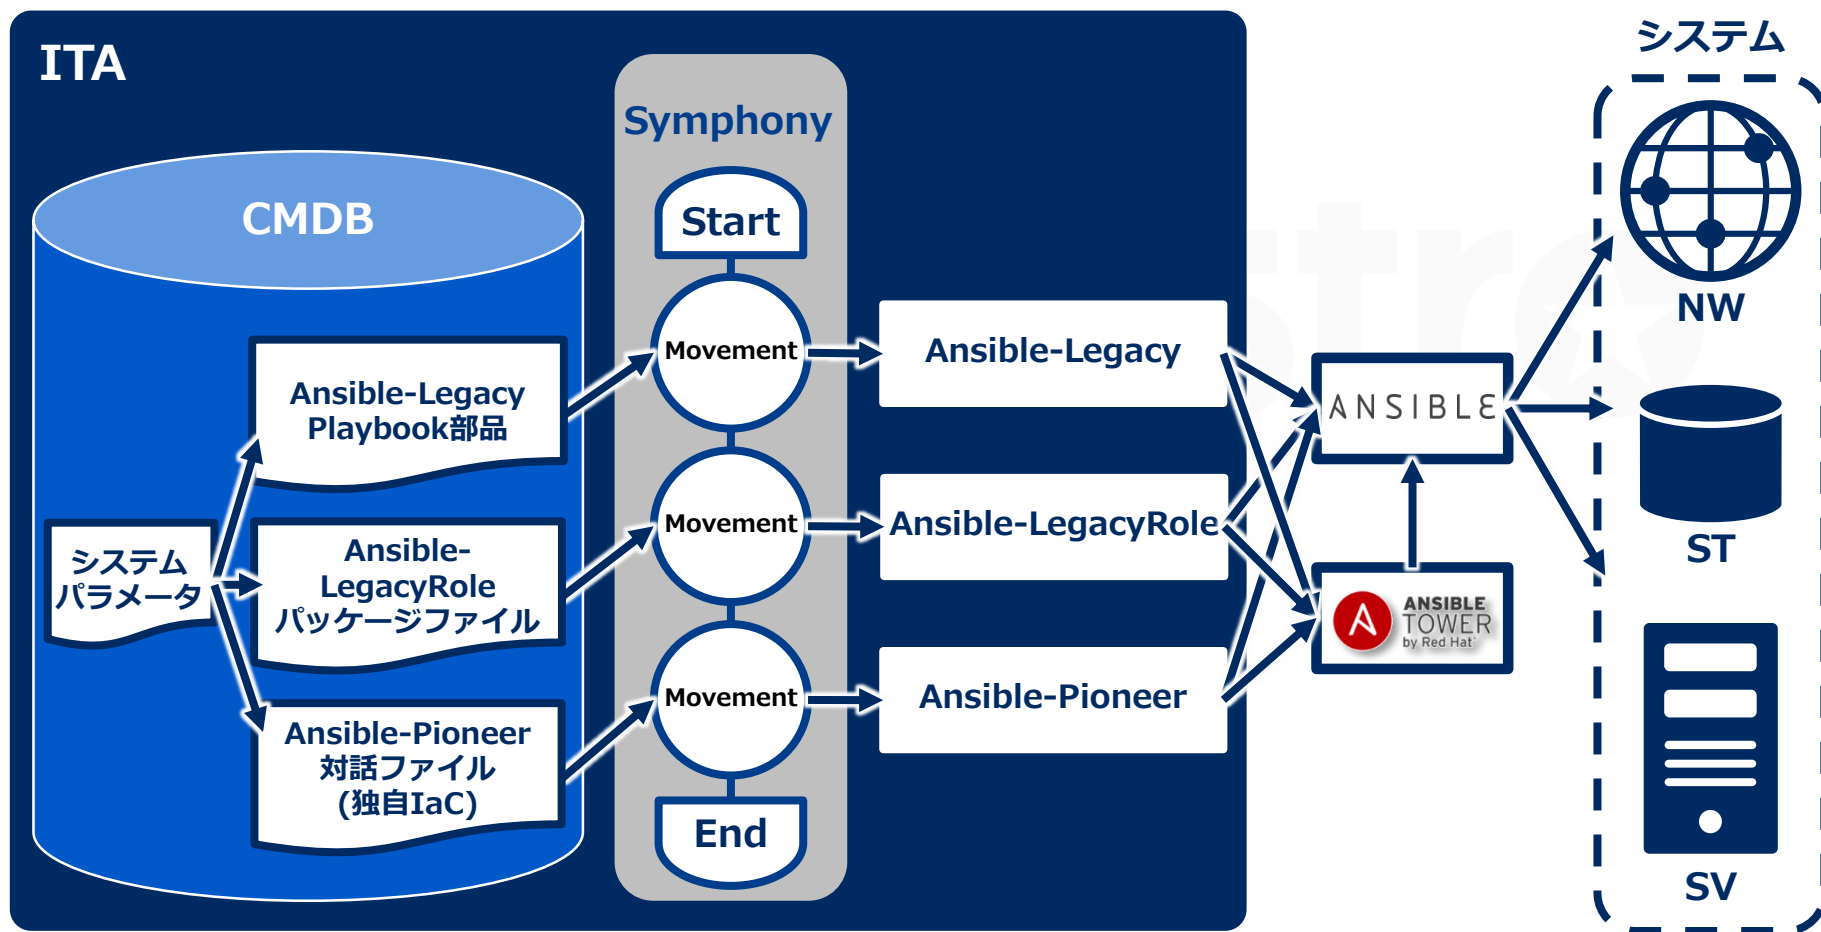 ITA
CMDB
システム
パラメータ
Ansible-Legacy
Playbook部品
Ansible-
LegacyRole
パッケージファイル
Ansible-Pioneer
対話ファイル
(独自IaC)
Symphony
Start
Movement
Movement
Movement
End
Ansible-Legacy
Ansible-LegacyRole
Ansible-Pioneer
ANSIBLE
ANSIBLE
TOWER
by Red Hat
システム
NW
ST
SV